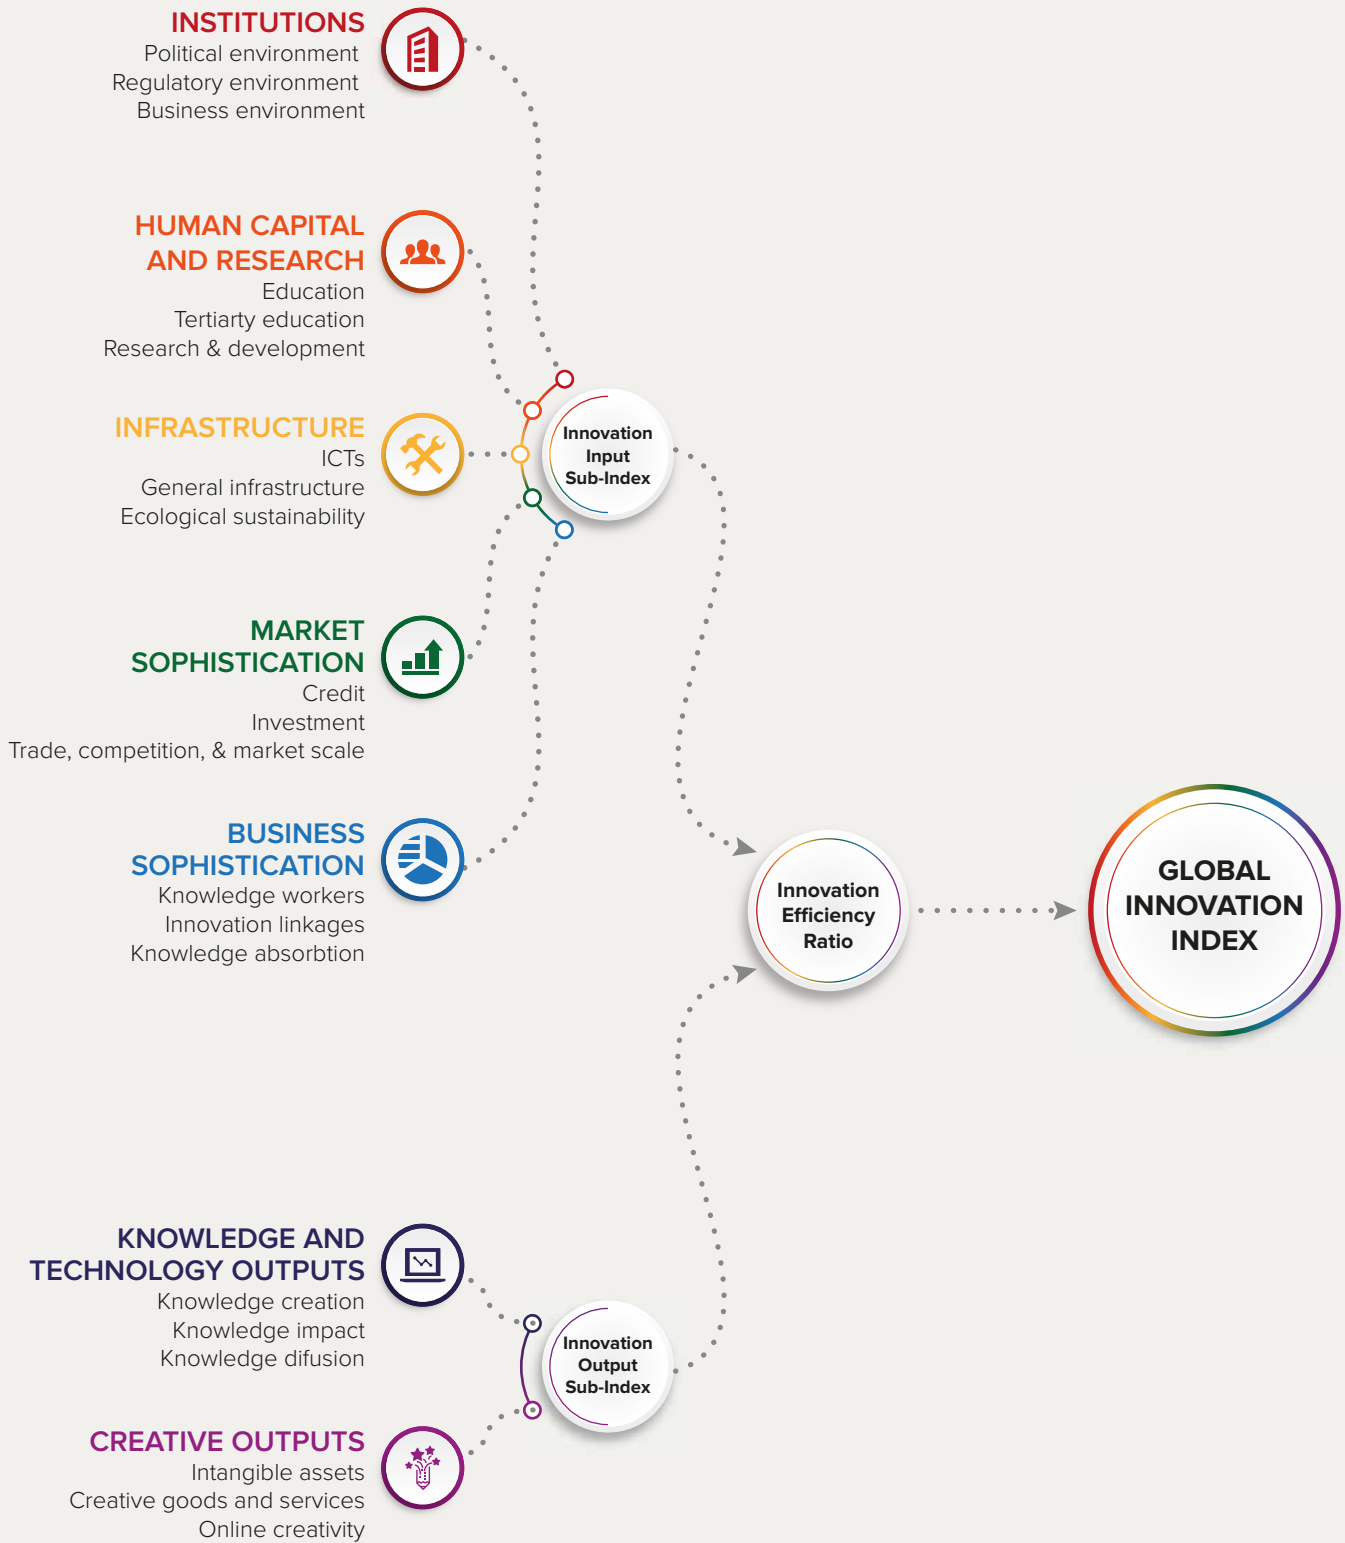 INSTITUTIONS
Political environment
Regulatory environment
Business environment
HUMAN CAPITAL
AND RESEARCH
Education
Tertiarty education
Research & development
INFRASTRUCTURE
ICTs
General infrastructure
Ecological sustainability
MARKET
SOPHISTICATION
Credit
Investment
Trade, competition, & market scale
BUSINESS
SOPHISTICATION
Knowledge workers
Innovation linkages
Knowledge absorbtion
KNOWLEDGE AND
TECHNOLOGY OUTPUTS
Knowledge creation
Knowledge impact
Knowledge difusion
CREATIVE OUTPUTS
Intangible assets
Creative goods and services
Online creativity
Innovation
Input
Sub-Index
Innovation
Output
Sub-Index
Innovation
Efficiency
Ratio
GLOBAL
INNOVATION
INDEX